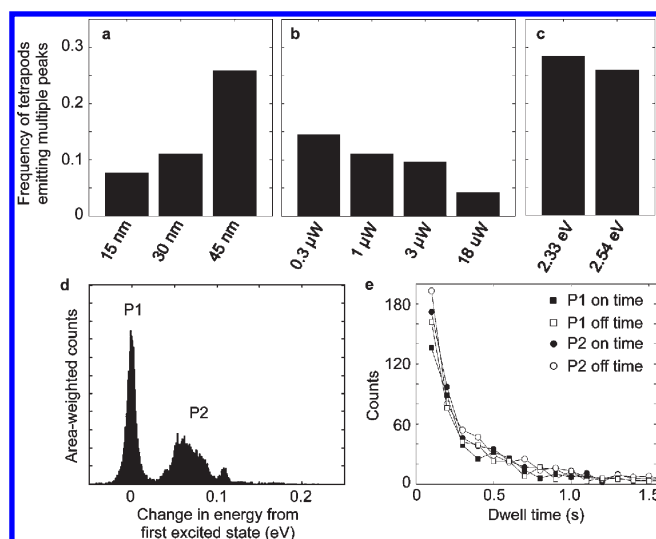 Frequency of tetrapods
emitting multiple peaks
0.3
0.2
0.1
0
a
15 nm
30 nm
45 nm
b
0.3 µW
1 µW
3 µW
18 uW
c
2.33 eV
2.54 eV
d
P1
P2
Area-weighted counts
0
0.1
0.2
Change in energy from
first excited state (eV)
e
P1 on time
P1 off time
P2 on time
P2 off time
Counts
180
120
60
0
0
0.5
1.0
1.5
Dwell time (s)